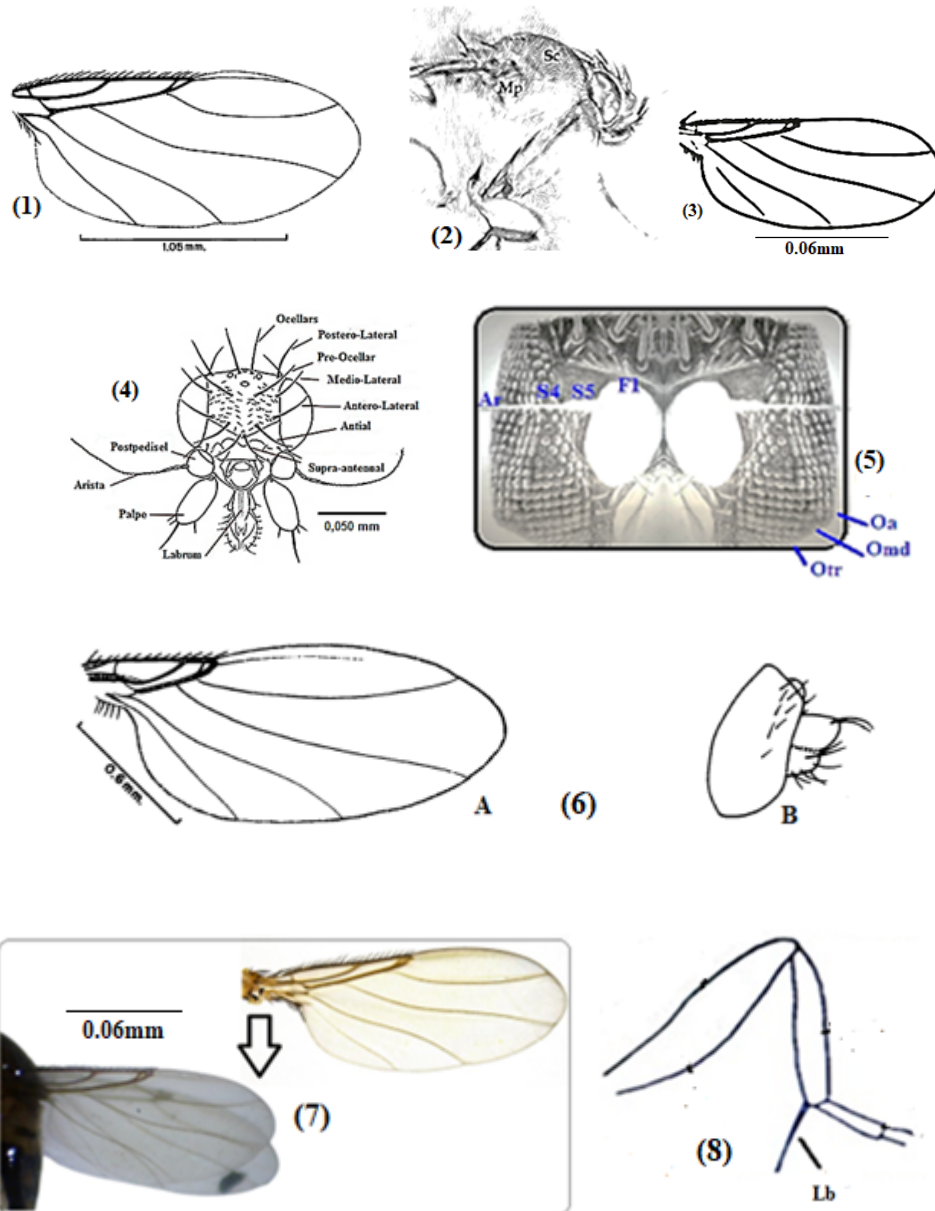 (1)
1.05 mm.
Sc
Mp
(2)
(3)
0.06mm
(4)
Ocellars
Postero-Lateral
Pre-Ocellar
Medio-Lateral
Antero-Lateral
Antial
Supra-antennal
Postpedisel
Arista
Palpe
Labrum
0,050 mm
Ar
S4
S5
F1
(5)
Oa
Omd
Otr
0.6 mm.
A
(6)
B
0.06mm
(7)
(8)
Lb